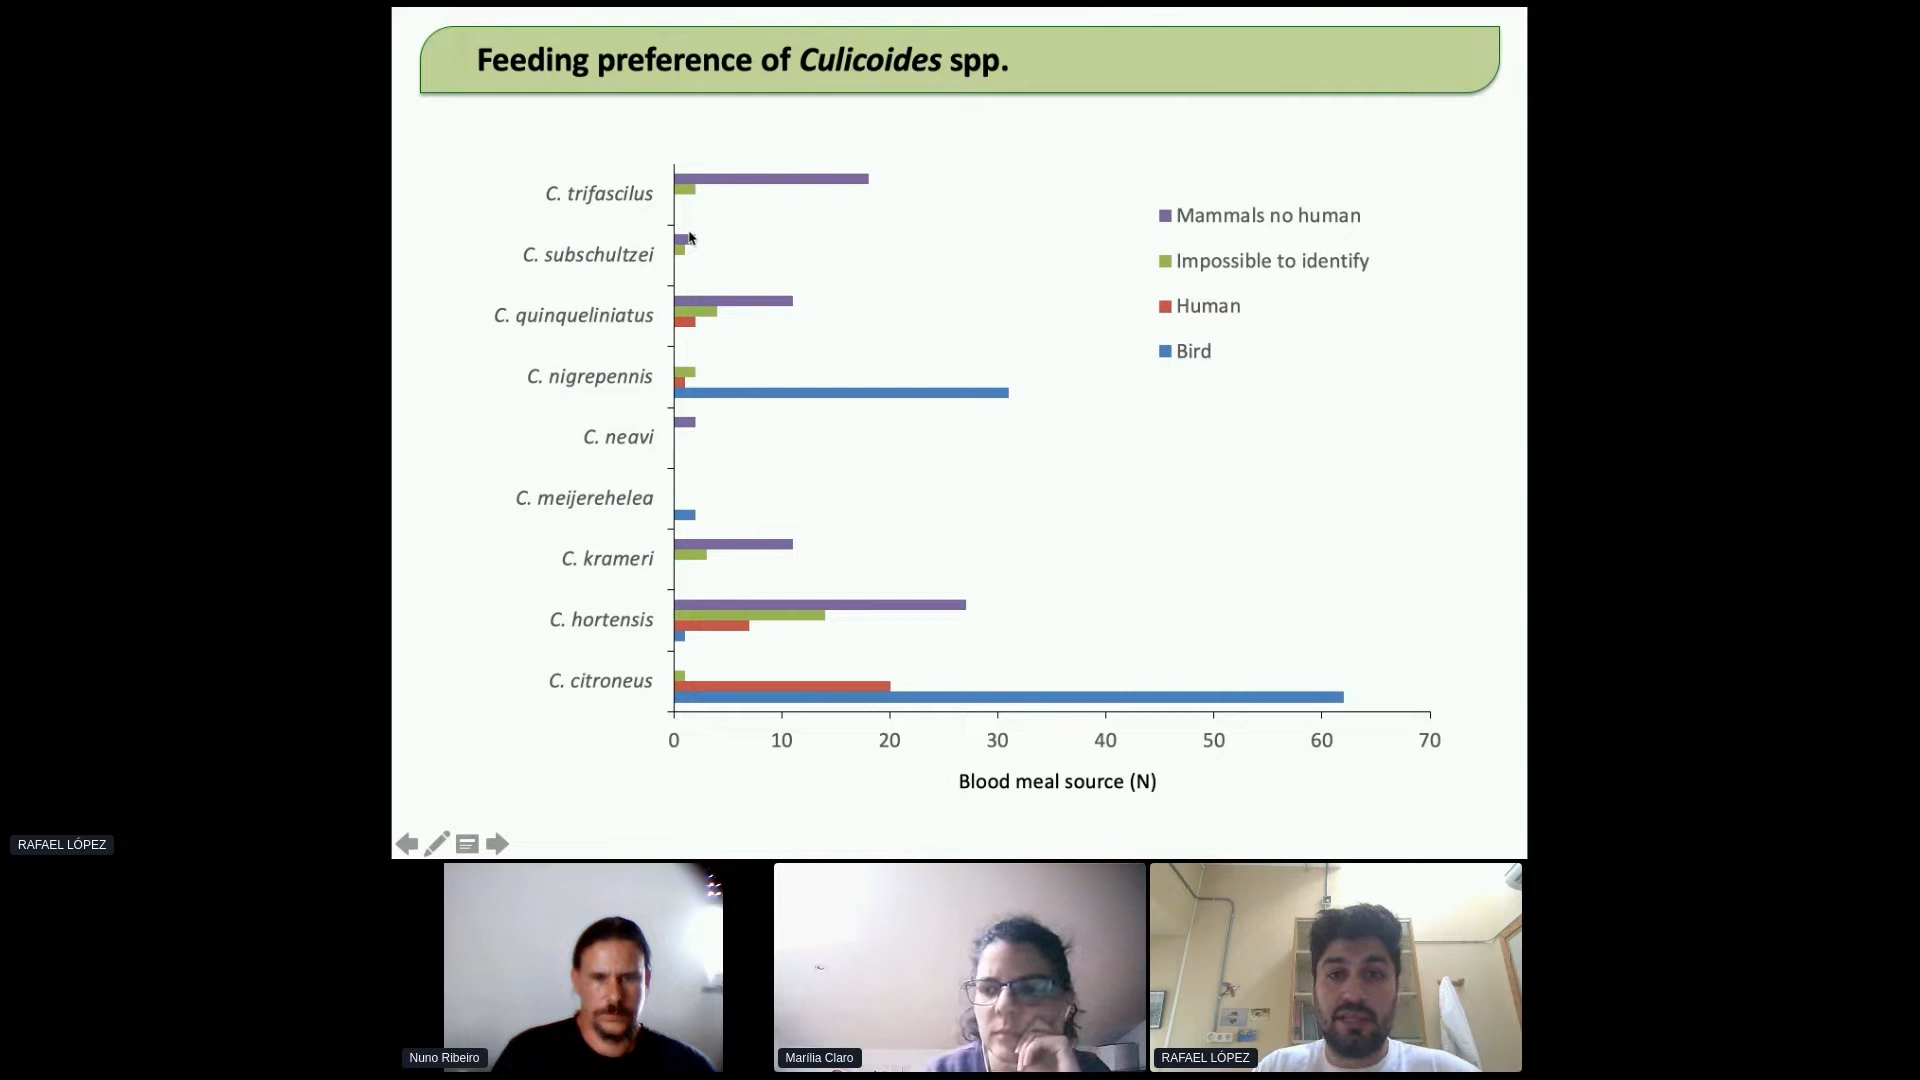 Feeding preference of Culicoides spp.
C. trifascilus
C. subschultzei
C. quinqueliniatus
C. nigrepennis
C. neavi
C. meijerehelea
C. krameri
C. hortensis
C. citroneus
Mammals no human
Impossible to identify
Human
Bird
0 10 20 30 40 50 60 70
Blood meal source (N)
RAFAEL LÓPEZ
Nuno Ribeiro
Marília Claro
RAFAEL LÓPEZ